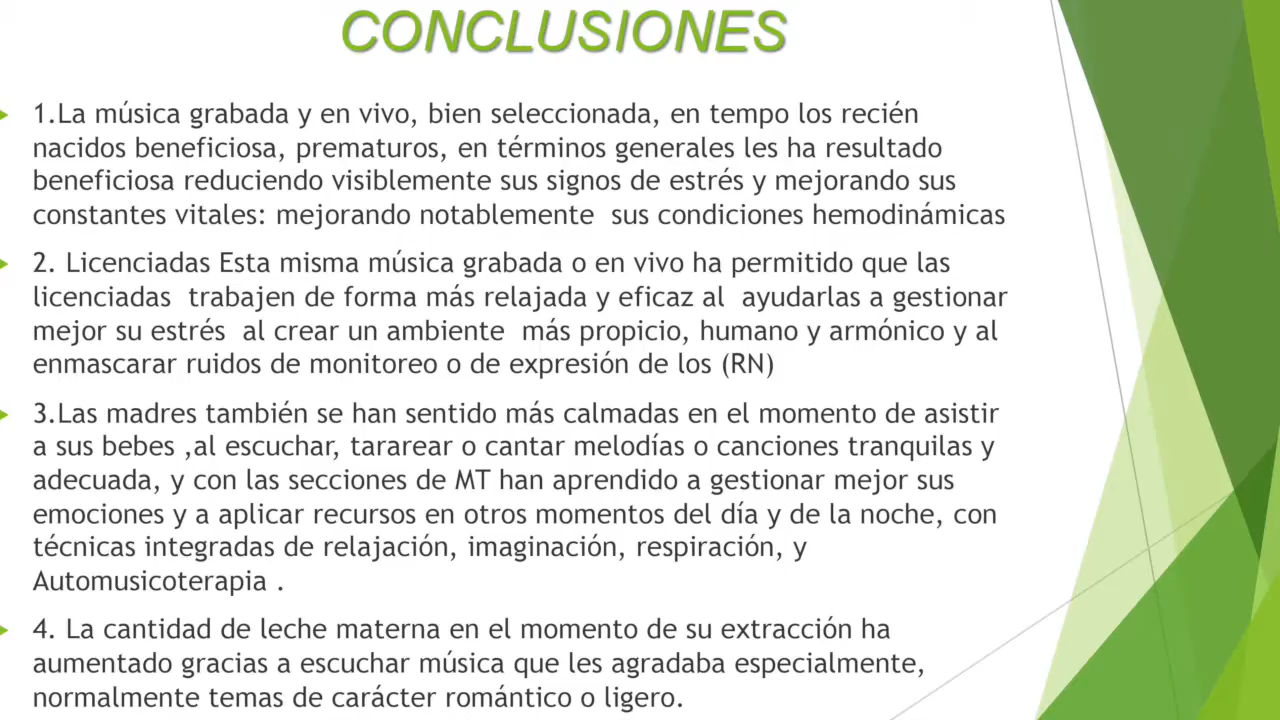 CONCLUSIONES
1.La música grabada y en vivo, bien seleccionada, en tempo los recién
nacidos beneficiosa, prematuros, en términos generales les ha resultado
beneficiosa reduciendo visiblemente sus signos de estrés y mejorando sus
constantes vitales: mejorando notablemente  sus condiciones hemodinámicas
2. Licenciadas Esta misma música grabada o en vivo ha permitido que las
licenciadas  trabajen de forma más relajada y eficaz al  ayudarlas a gestionar
mejor su estrés  al crear un ambiente  más propicio, humano y armónico y al
enmascarar ruidos de monitoreo o de expresión de los (RN)
3.Las madres también se han sentido más calmadas en el momento de asistir
a sus bebes ,al escuchar, tararear o cantar melodías o canciones tranquilas y
adecuada, y con las secciones de MT han aprendido a gestionar mejor sus
emociones y a aplicar recursos en otros momentos del día y de la noche, con
técnicas integradas de relajación, imaginación, respiración, y
Automusicoterapia .
4. La cantidad de leche materna en el momento de su extracción ha
aumentado gracias a escuchar música que les agradaba especialmente,
normalmente temas de carácter romántico o ligero.